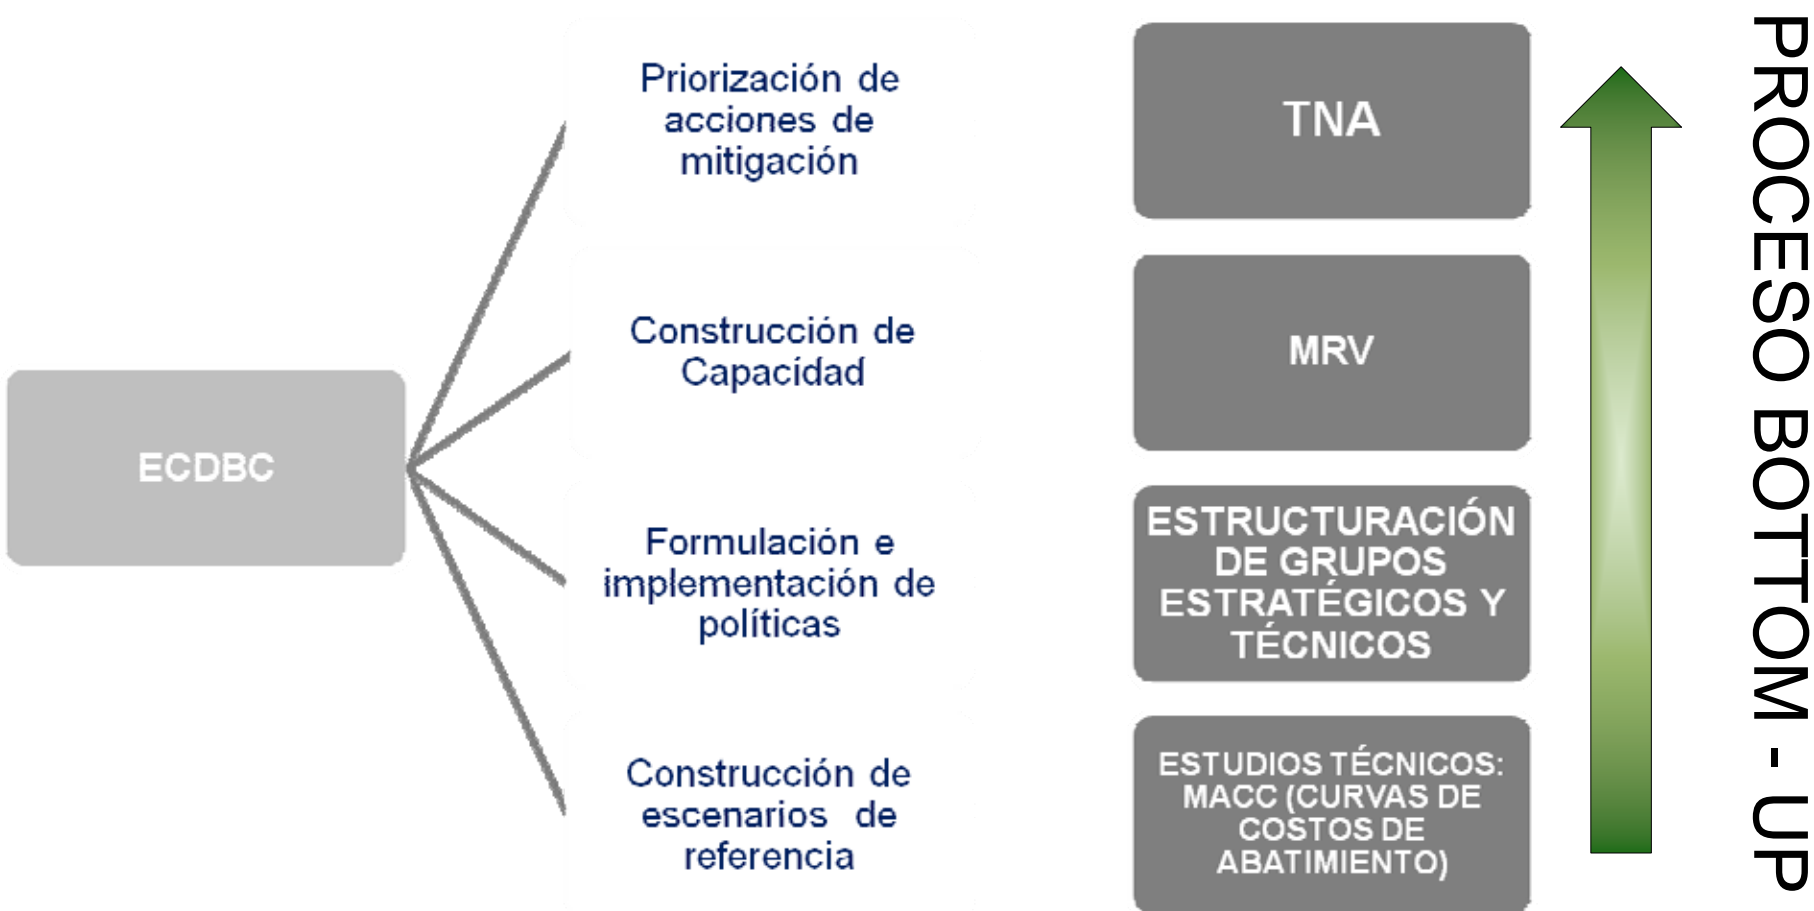 ECDBC
Priorización de
acciones de
mitigación
Construcción de
Capacidad
Formulación e
implementación de
políticas
Construcción de
escenarios de
referencia
TNA
MRV
ESTRUCTURACIÓN
DE GRUPOS
ESTRATÉGICOS Y
TÉCNICOS
ESTUDIOS TÉCNICOS:
MACC (CURVAS DE
COSTOS DE
ABATIMIENTO)
PROCESO BOTTOM - UP